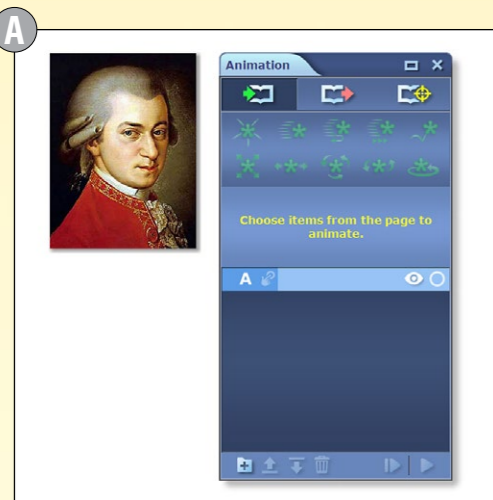 A
Animation
Choose items from the page to
animate.
A